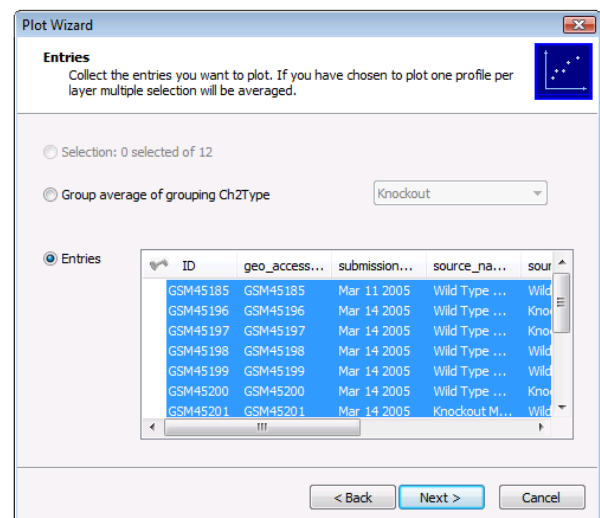 Plot Wizard
Entries
Collect the entries you want to plot. If you have chosen to plot one profile per
layer multiple selection will be averaged.
Selection: 0 selected of 12
Group average of grouping Ch2Type Knockout
Entries
ID geo_access... submission... source_na... sour
GSM45185 GSM45185 Mar 11 2005 Wild Type ... Wild
GSM45196 GSM45196 Mar 14 2005 Wild Type ... Kno
GSM45197 GSM45197 Mar 14 2005 Wild Type ... Kno
GSM45198 GSM45198 Mar 14 2005 Wild Type ... Wild
GSM45199 GSM45199 Mar 14 2005 Wild Type ... Wild
GSM45200 GSM45200 Mar 14 2005 Wild Type ... Kno
GSM45201 GSM45201 Mar 14 2005 Knockout M... Wild
< Back Next > Cancel